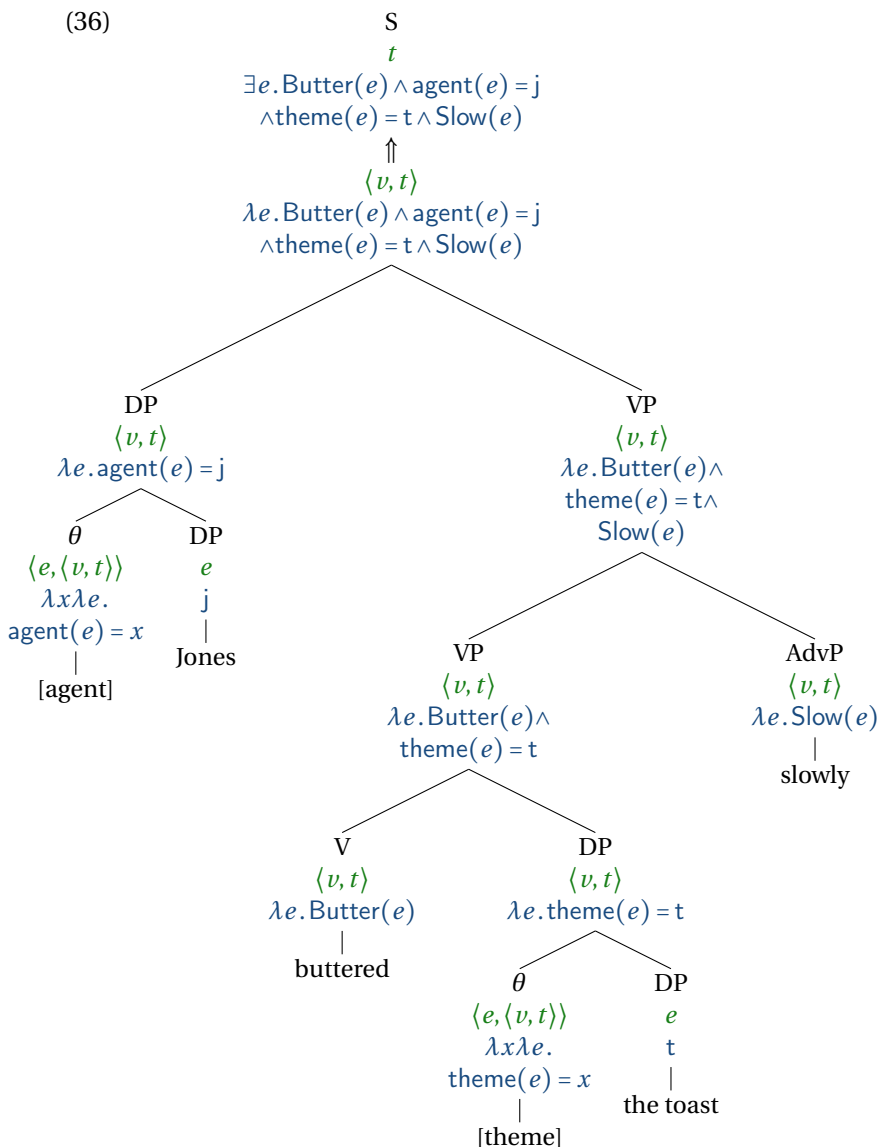 (36)
S
t
∃e.Butter(e) ∧ agent(e) = j
∧theme(e) = t ∧ Slow(e)
⇑
⟨v, t⟩
λe.Butter(e) ∧ agent(e) = j
∧theme(e) = t ∧ Slow(e)
DP
⟨v, t⟩
λe.agent(e) = j
θ
⟨e,⟨v, t⟩⟩
λxλe.
agent(e) = x
[agent]
DP
e
j
Jones
VP
⟨v, t⟩
λe.Butter(e)∧
theme(e) = t∧
Slow(e)
VP
⟨v, t⟩
λe.Butter(e)∧
theme(e) = t
V
⟨v, t⟩
λe.Butter(e)
buttered
DP
⟨v, t⟩
λe.theme(e) = t
θ
⟨e,⟨v, t⟩⟩
λxλe.
theme(e) = x
[theme]
DP
e
t
the toast
AdvP
⟨v, t⟩
λe.Slow(e)
slowly